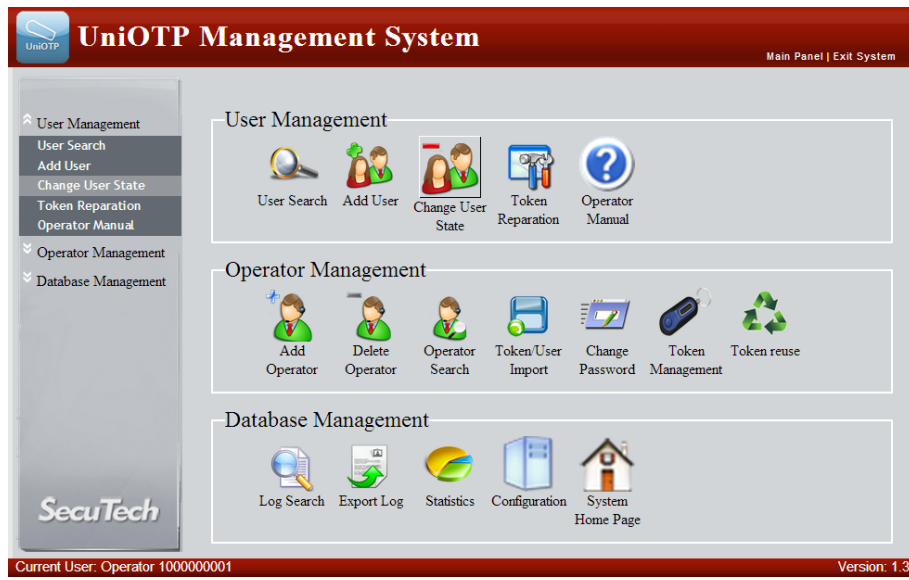 UniOTP
UniOTP Management System
Main Panel | Exit System
User Management
User Search
Add User
Change User State
Token Reparation
Operator Manual
Operator Management
Database Management
SecuTech
User Management
User Search
Add User
Change User
State
Token
Reparation
Operator
Manual
Operator Management
Add
Operator
Delete
Operator
Operator
Search
Token/User
Import
Change
Password
Token
Management
Token reuse
Database Management
Log Search
Export Log
Statistics
Configuration
System
Home Page
Current User: Operator 1000000001
Version: 1.3